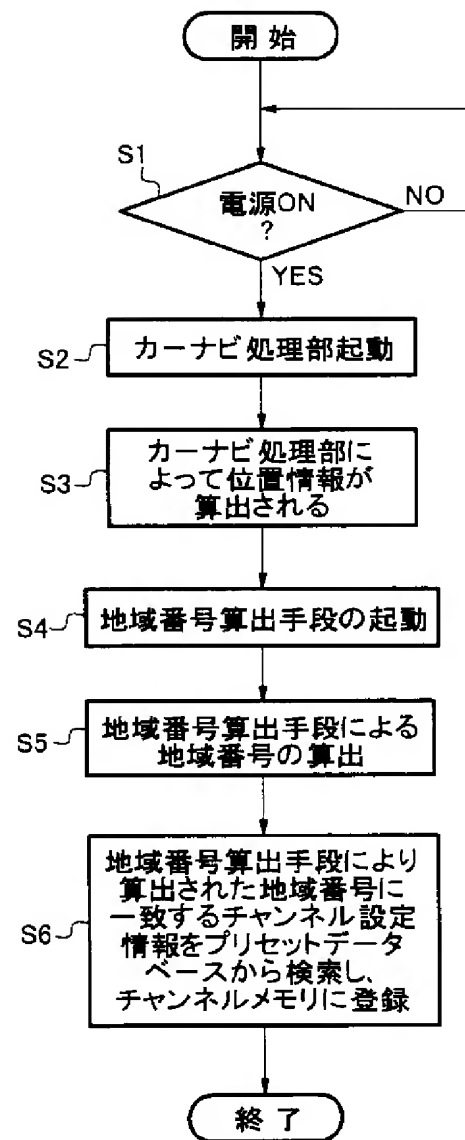 開始
S1
電源ON
?
NO
YES
S2
カーナビ処理部起動
S3
カーナビ処理部に
よって位置情報が
算出される
S4
地域番号算出手段の起動
S5
地域番号算出手段による
地域番号の算出
S6
地域番号算出手段により
算出された地域番号に
一致するチャンネル設定
情報をプリセットデータ
ベースから検索し、
チャンネルメモリに登録
終了